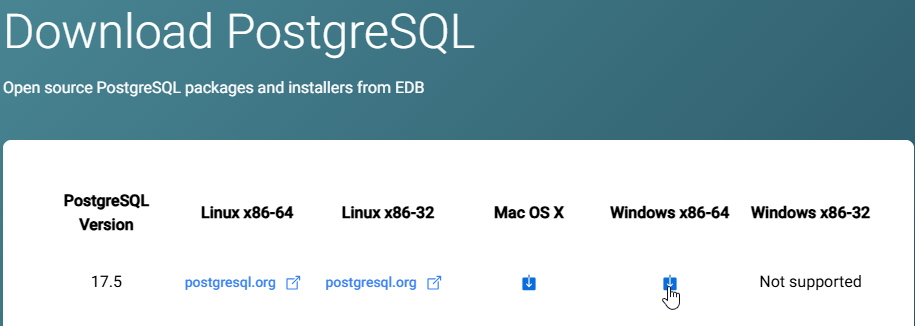 Download PostgreSQL
Open source PostgreSQL packages and installers from EDB
PostgreSQL Version Linux x86-64 Linux x86-32 Mac OS X Windows x86-64 Windows x86-32
17.5 postgresql.org postgresql.org Not supported